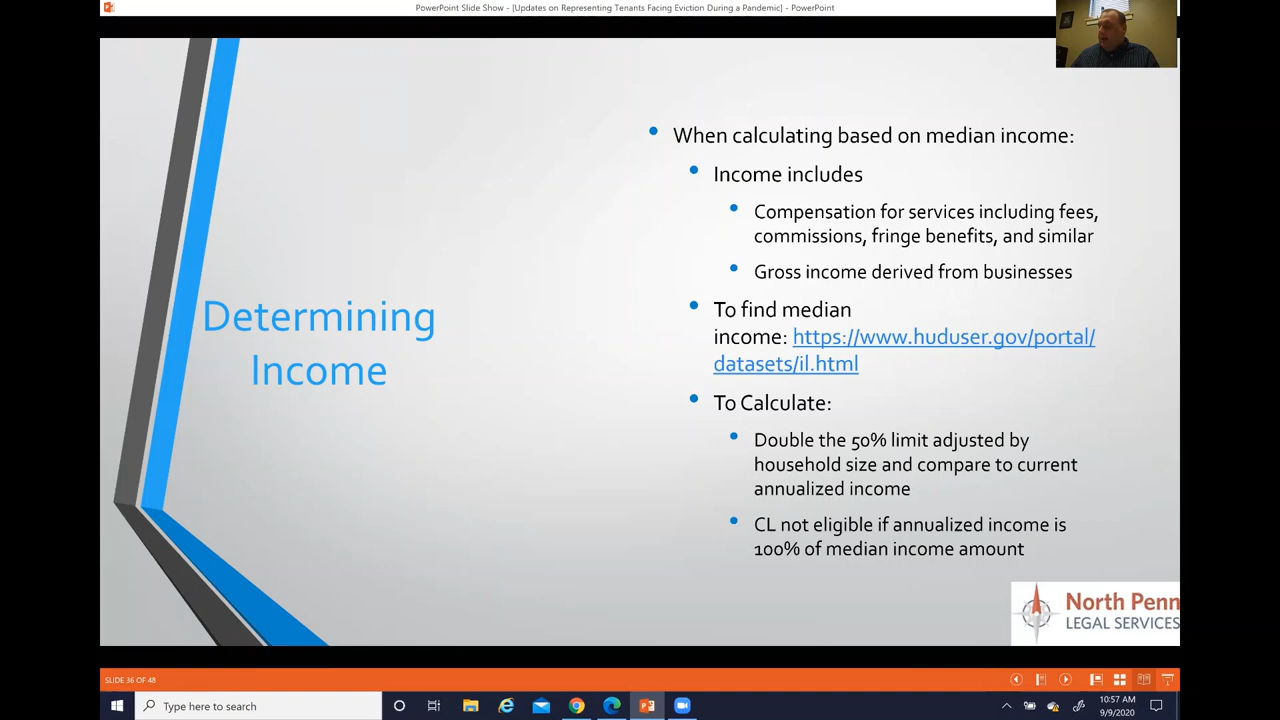 PowerPoint Slide Show - [Updates on Representing Tenants Facing Eviction During a Pandemic] - PowerPoint
Determining
Income
When calculating based on median income:
Income includes
Compensation for services including fees,
commissions, fringe benefits, and similar
Gross income derived from businesses
To find median
income: https://www.huduser.gov/portal/
datasets/il.html
To Calculate:
Double the 50% limit adjusted by
household size and compare to current
annualized income
CL not eligible if annualized income is
100% of median income amount
North Penn
LEGAL SERVICES
SLIDE 36 OF 48
Type here to search
10:57 AM
9/9/2020